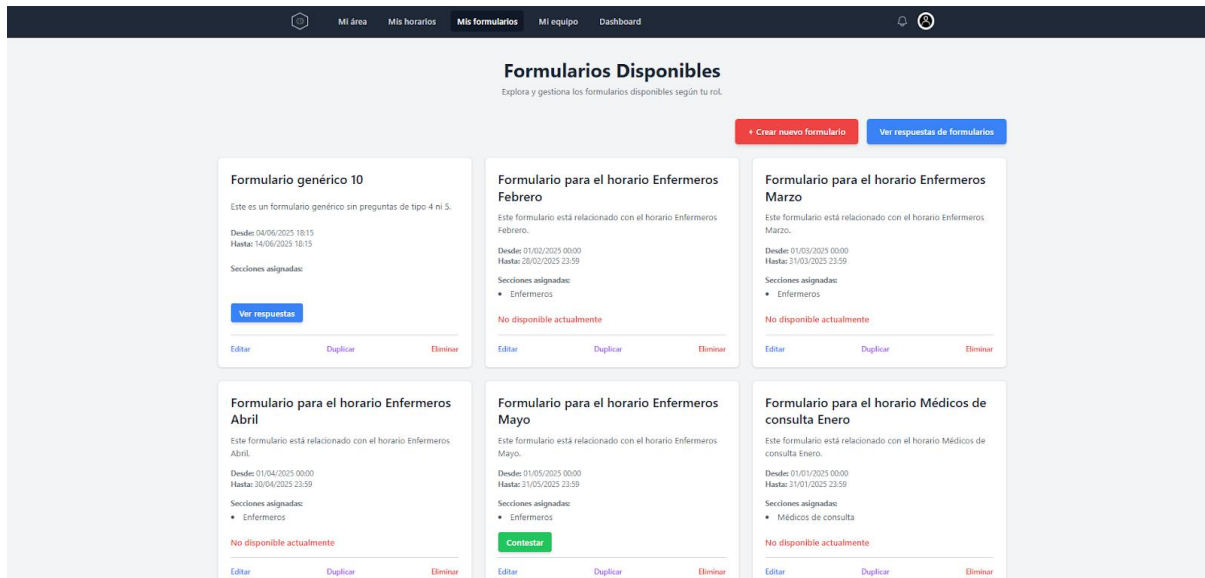 Mi área Mis horarios Mis formularios Mi equipo Dashboard
Formularios Disponibles
Explora y gestiona los formularios disponibles según tu rol.
+ Crear nuevo formulario Ver respuestas de formularios
Formulario genérico 10
Este es un formulario genérico sin preguntas de tipo 4 ni 5.
Desde: 04/06/2025 18:15
Hasta: 14/06/2025 18:15
Secciones asignadas:
Ver respuestas
Editar Duplicar Eliminar
Formulario para el horario Enfermeros
Febrero
Este formulario está relacionado con el horario Enfermeros
Febrero.
Desde: 01/02/2025 00:00
Hasta: 28/02/2025 23:59
Secciones asignadas:
• Enfermeros
No disponible actualmente
Editar Duplicar Eliminar
Formulario para el horario Enfermeros
Marzo
Este formulario está relacionado con el horario Enfermeros
Marzo.
Desde: 01/03/2025 00:00
Hasta: 31/03/2025 23:59
Secciones asignadas:
• Enfermeros
No disponible actualmente
Editar Duplicar Eliminar
Formulario para el horario Enfermeros
Abril
Este formulario está relacionado con el horario Enfermeros
Abril.
Desde: 01/04/2025 00:00
Hasta: 30/04/2025 23:59
Secciones asignadas:
• Enfermeros
No disponible actualmente
Editar Duplicar Eliminar
Formulario para el horario Enfermeros
Mayo
Este formulario está relacionado con el horario Enfermeros
Mayo.
Desde: 01/05/2025 00:00
Hasta: 31/05/2025 23:59
Secciones asignadas:
• Enfermeros
Contestar
Editar Duplicar Eliminar
Formulario para el horario Médicos de
consulta Enero
Este formulario está relacionado con el horario Médicos de
consulta Enero.
Desde: 01/01/2025 00:00
Hasta: 31/01/2025 23:59
Secciones asignadas:
• Médicos de consulta
No disponible actualmente
Editar Duplicar Eliminar